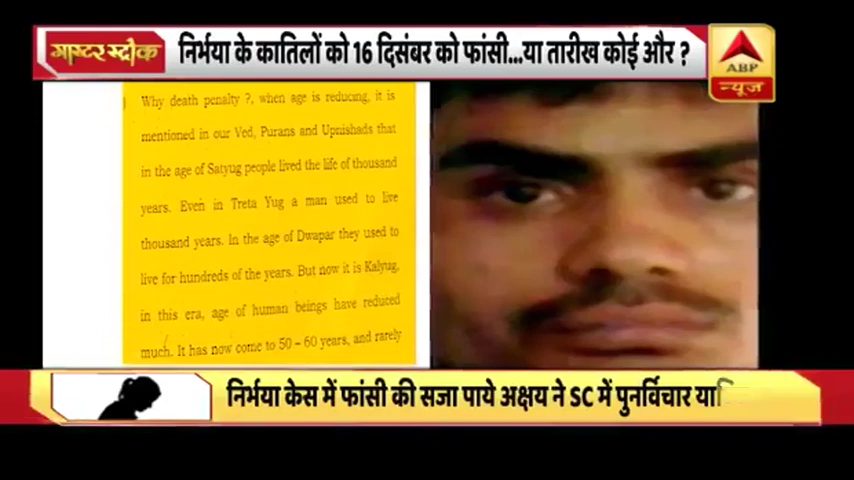 मास्टर स्ट्रोक
निर्भया के कातिलों को 16 दिसंबर को फांसी...या तारीख कोई और ?
ABP
न्यूज़
Why death penalty ?, when age is reducing, it is
mentioned in our Ved, Purans and Upnishads that
in the age of Satyug people lived the life of thousand
years. Even in Treta Yug a man used to live
thousand years. In the age of Dwapar they used to
live for hundreds of the years. But now it is Kalyug,
in this era, age of human beings have reduced
much. It has now come to 50 – 60 years, and rarely
निर्भया केस में फांसी की सजा पाये अक्षय ने SC में पुनर्विचार